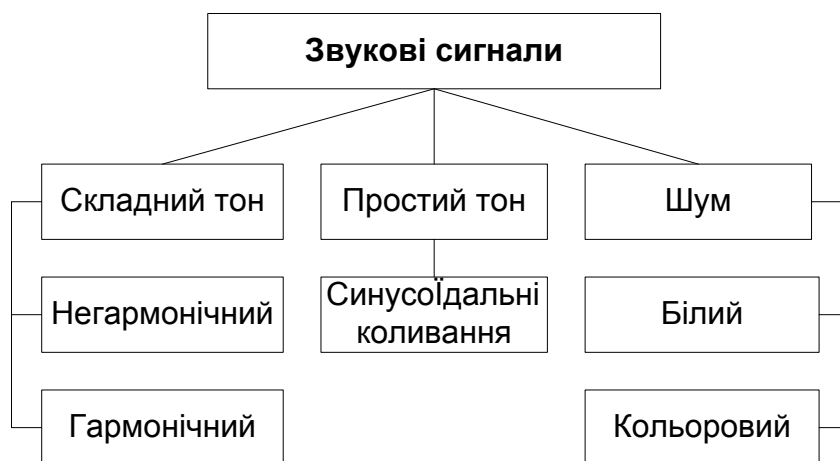 Звукові сигнали
Складний тон
Простий тон
Шум
Негармонічний
СинусоЇдальні
коливання
Білий
Гармонічний
Кольоровий